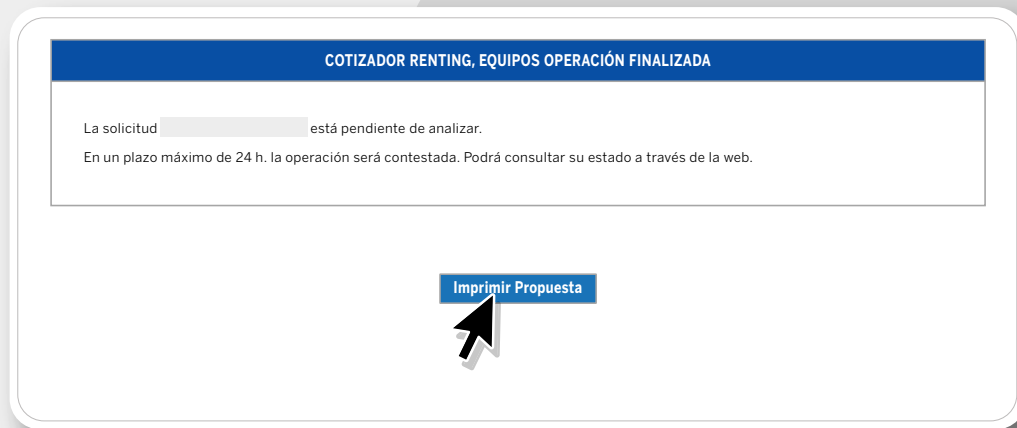 COTIZADOR RENTING, EQUIPOS OPERACIÓN FINALIZADA
La solicitud está pendiente de analizar.
En un plazo máximo de 24 h. la operación será contestada. Podrá consultar su estado a través de la web.
Imprimir Propuesta